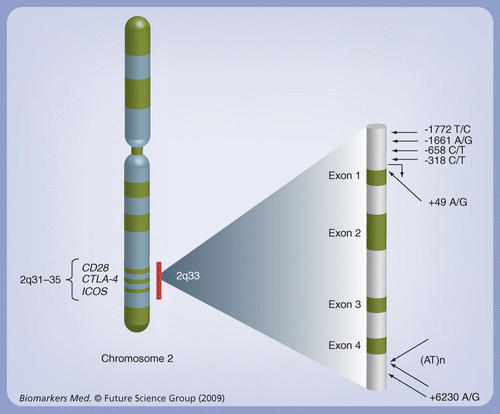 -1772 T/C
-1661 A/G
-658 C/T
-318 C/T
Exon 1
+49 A/G
Exon 2
CD28
2q31–35
CTLA-4
ICOS
2q33
Exon 3
Exon 4
(AT)n
Chromosome 2
+6230 A/G
Biomarkers Med. © Future Science Group (2009)